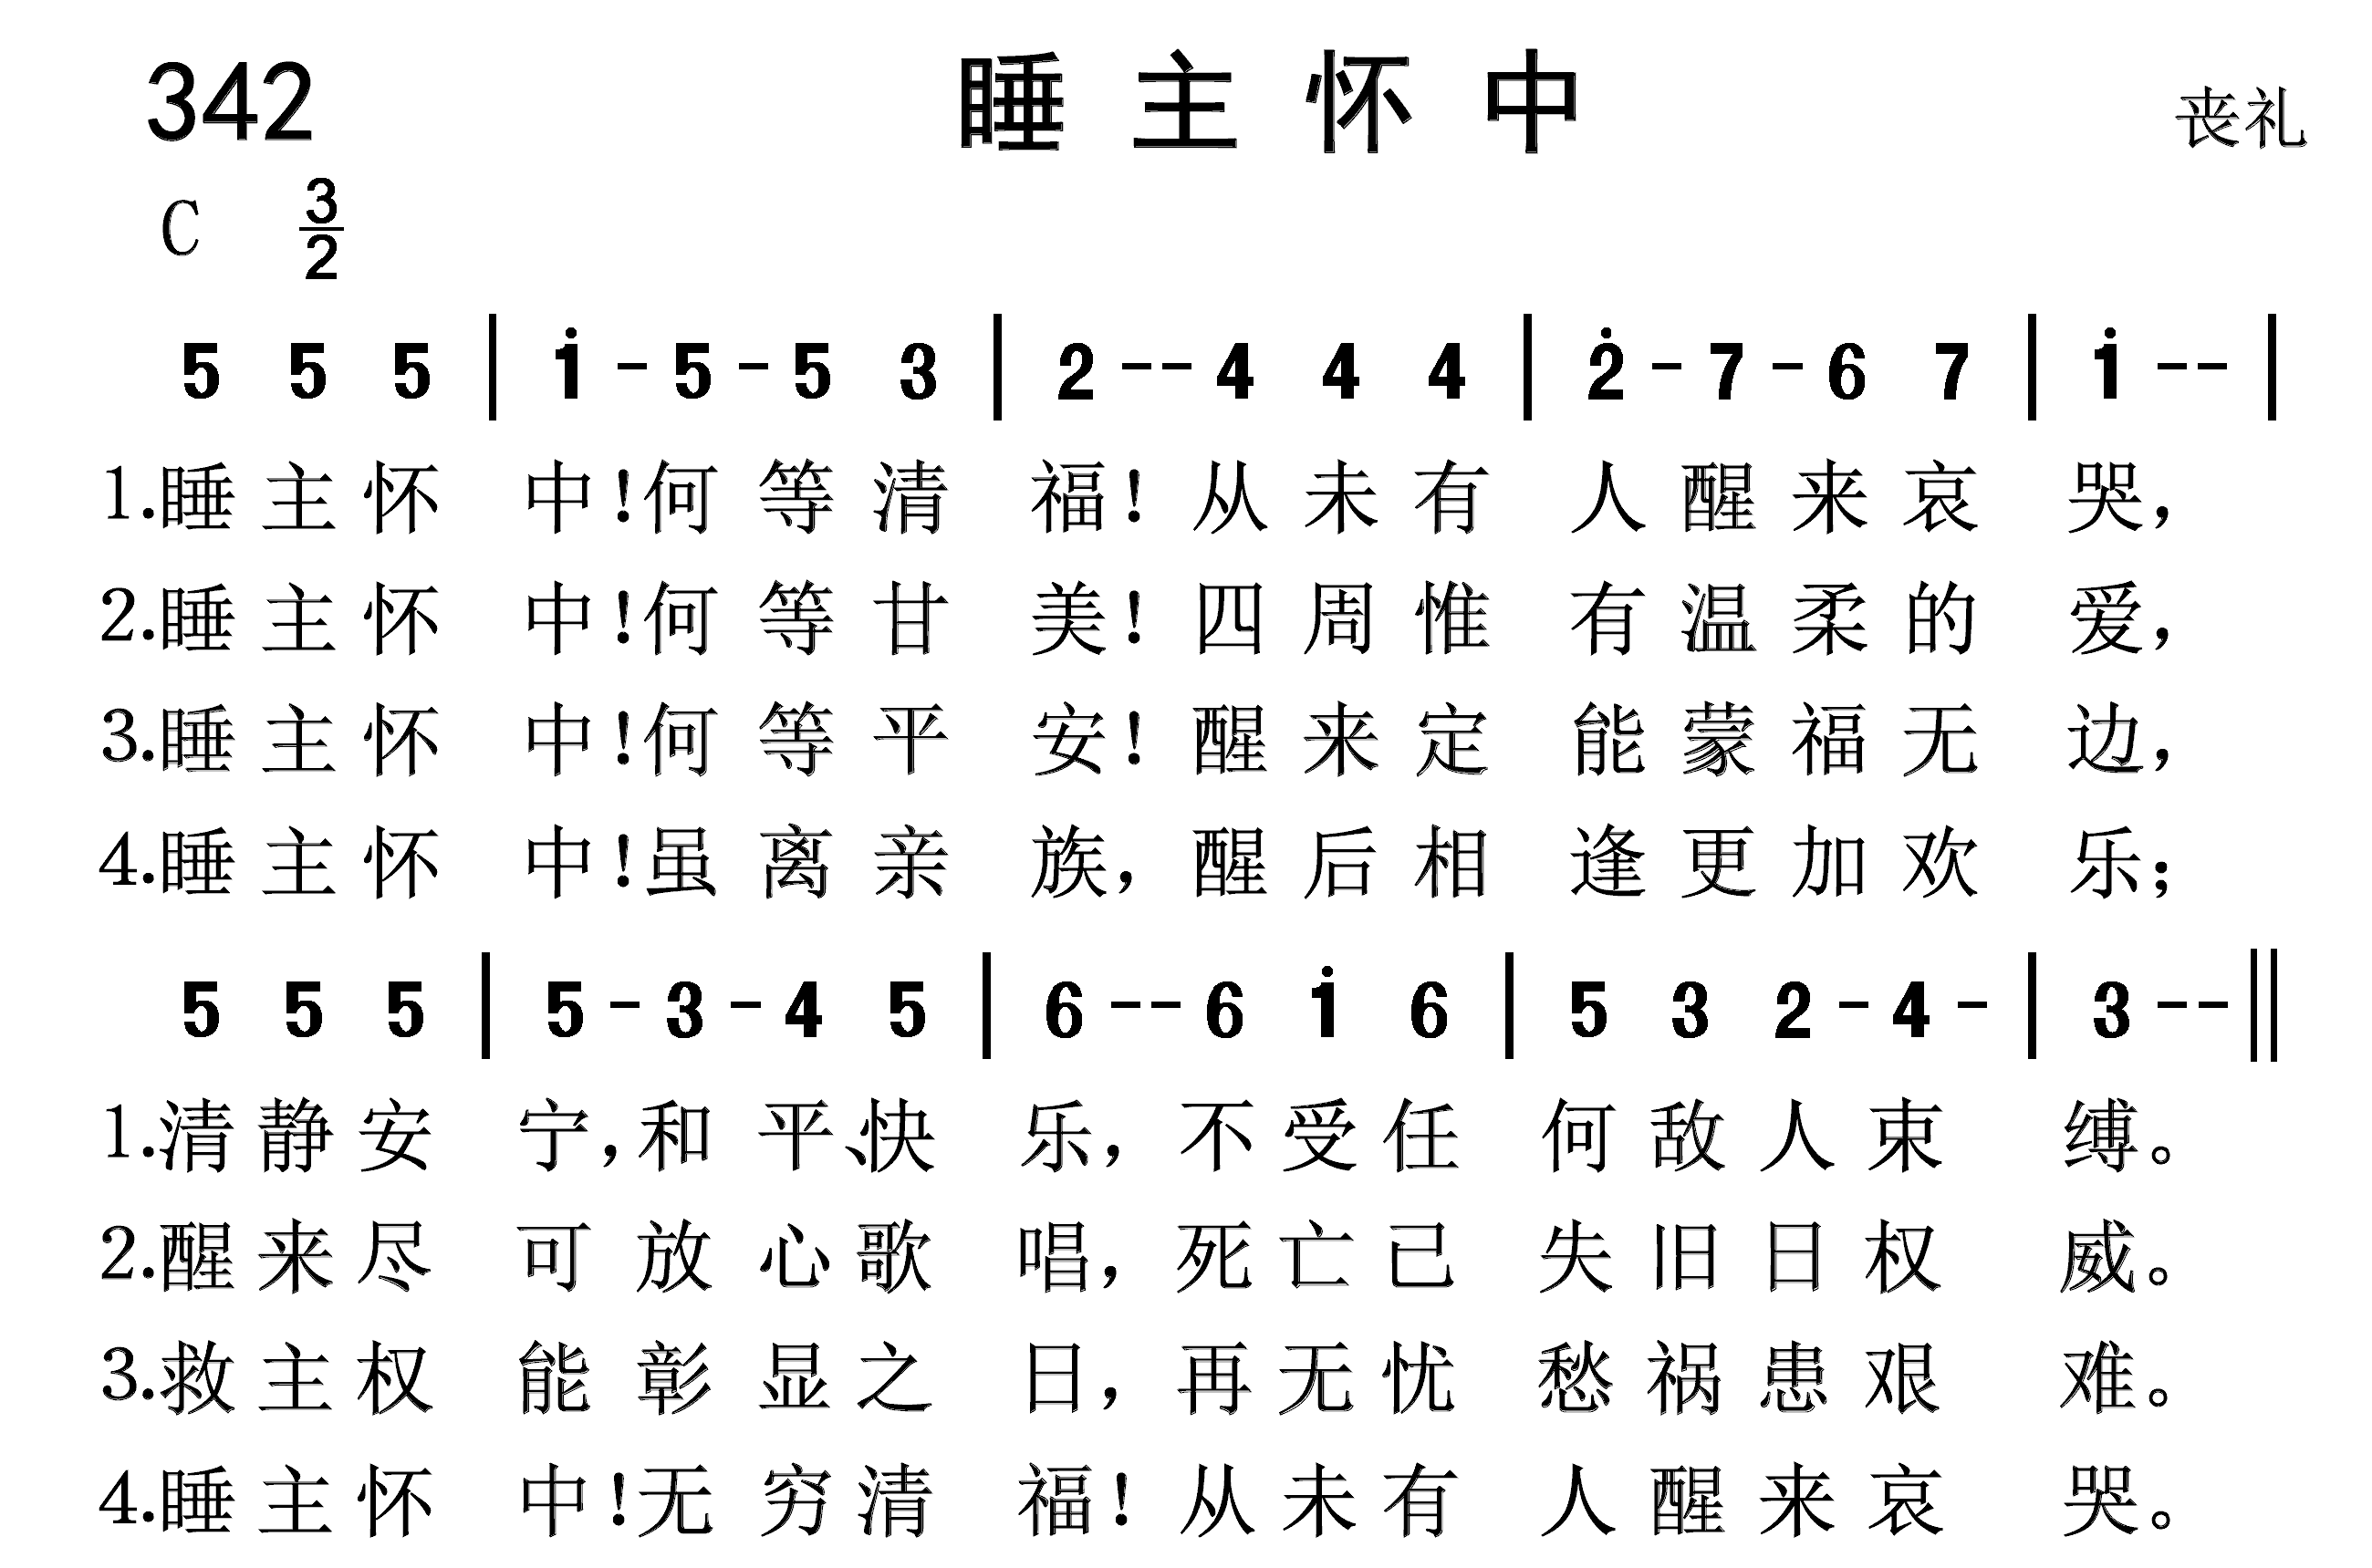 342 睡主怀中 丧礼
C 3/2
5 5 5 | i - 5 - 5 3 | 2 - - 4 4 4 | 2̇ - 7 - 6 7 | i - - |
1.睡主怀中!何等清福!从未有人醒来哀哭,
2.睡主怀中!何等甘美!四周惟有温柔的爱,
3.睡主怀中!何等平安!醒来定能蒙福无边,
4.睡主怀中!虽离亲族,醒后相逢更加欢乐;
5 5 5 | 5 - 3 - 4 5 | 6 - - 6 i 6 | 5 3 2 - 4 - | 3 - - ||
1.清静安宁,和平、快乐,不受任何敌人束缚。
2.醒来尽可放心歌唱,死亡已失旧日权威。
3.救主权能彰显之日,再无忧愁祸患艰难。
4.睡主怀中!无穷清福!从未有人醒来哀哭。